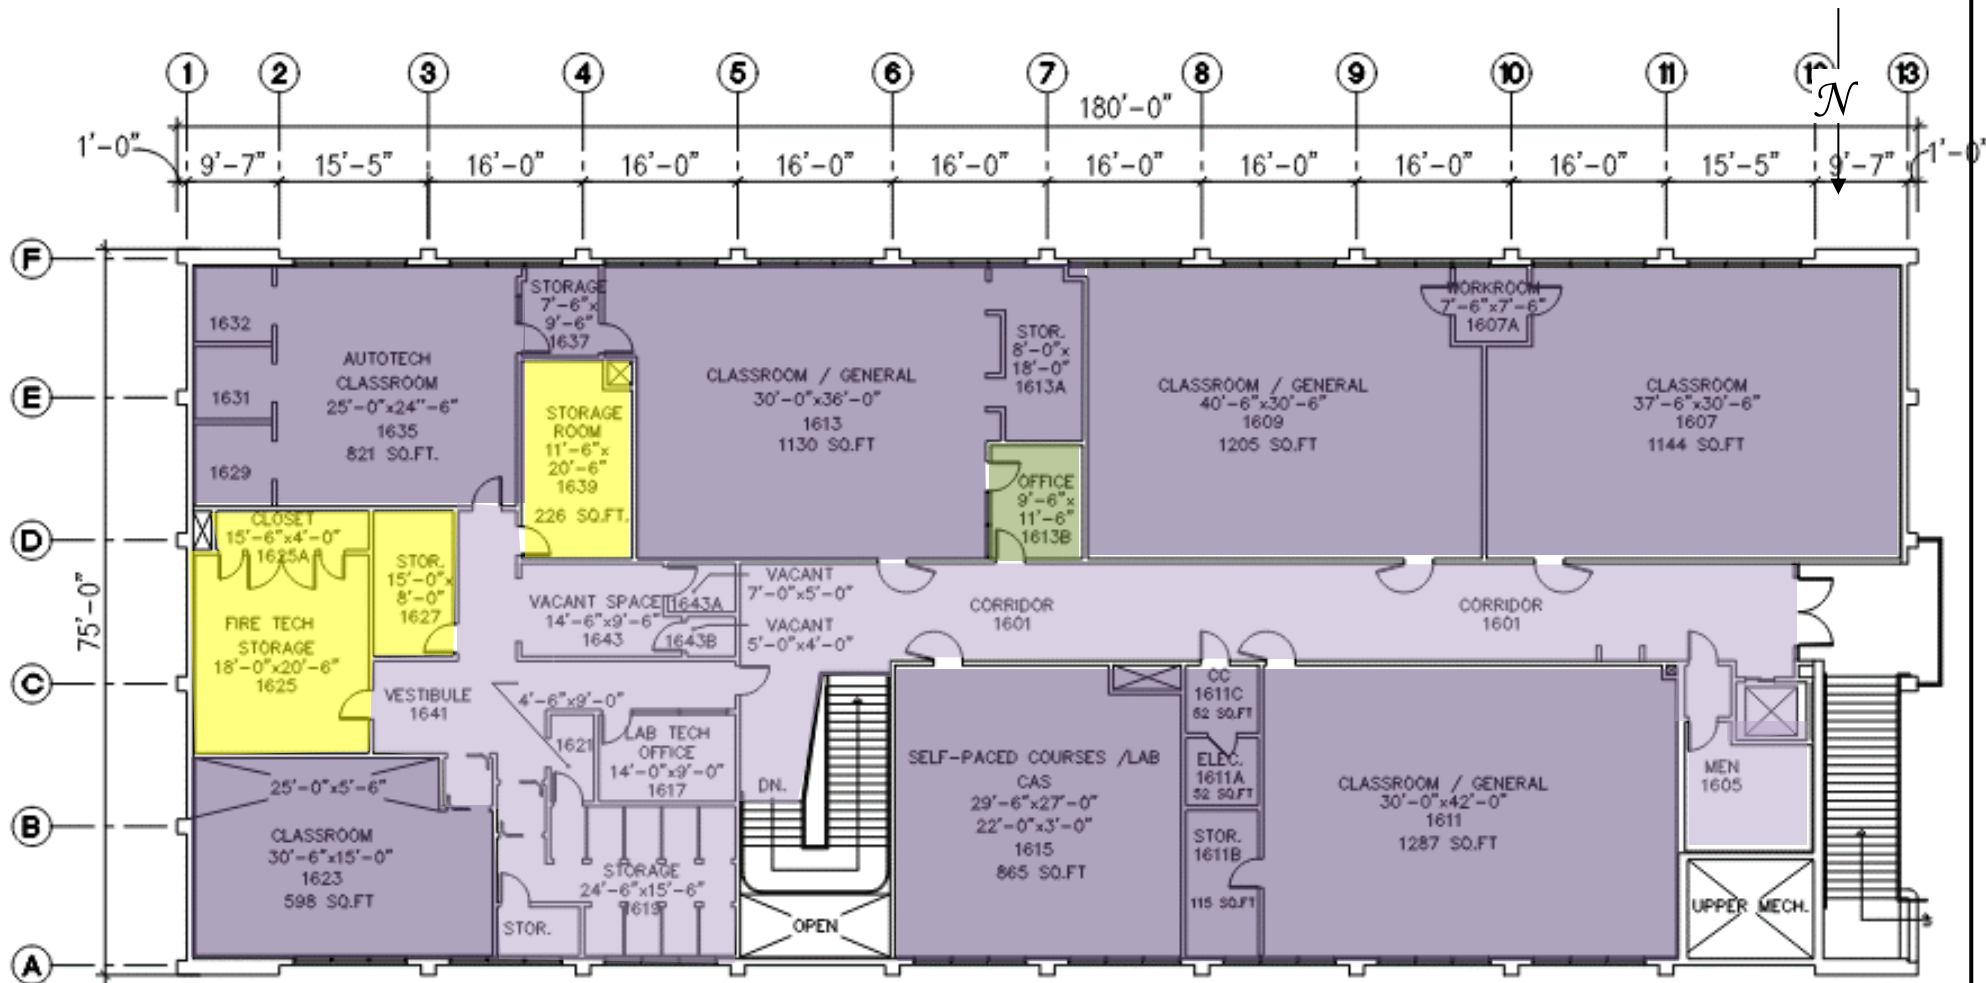 1 2 3 4 5 6 7 8 9 10 11 13
N
180'-0"
1'-0" 9'-7" 15'-5" 16'-0" 16'-0" 16'-0" 16'-0" 16'-0" 16'-0" 16'-0" 16'-0" 15'-5" 9'-7" 1'-0"
F
E
D
C
B
A
75'-0"
1632
1631
1629
AUTOTECH
CLASSROOM
25'-0"x24''-6"
1635
821 SQ.FT.
STORAGE
7'-6"x
9'-6"
1637
STORAGE
ROOM
11'-6"x
20'-6"
1639
226 SQ.FT.
CLASSROOM / GENERAL
30'-0"x36'-0"
1613
1130 SQ.FT
STOR.
8'-0"x
18'-0"
1613A
OFFICE
9'-6"x
11'-6"
1613B
CLASSROOM / GENERAL
40'-6"x30'-6"
1609
1205 SQ.FT
WORKROOM
7'-6"x7'-6"
1607A
CLASSROOM
37'-6"x30'-6"
1607
1144 SQ.FT
CLOSET
15'-6"x4'-0"
1625A
FIRE TECH
STORAGE
18'-0"x20'-6"
1625
STOR.
15'-0"x
8'-0"
1627
VACANT SPACE
14'-6"x9'-6"
1643
1643A
1643B
VACANT
7'-0"x5'-0"
VACANT
5'-0"x4'-0"
CORRIDOR
1601
CORRIDOR
1601
VESTIBULE
1641
4'-6"x9'-0"
1621
LAB TECH
OFFICE
14'-0"x9'-0"
1617
DN.
25'-0"x5'-6"
CLASSROOM
30'-6"x15'-0"
1623
598 SQ.FT
STORAGE
24'-6"x15'-6"
1619
STOR.
OPEN
SELF-PACED COURSES /LAB
CAS
29'-6"x27'-0"
22'-0"x3'-0"
1615
865 SQ.FT
CC
1611C
62 SQ.FT
ELEC.
1611A
52 SQ.FT
STOR.
1611B
115 SQ.FT
CLASSROOM / GENERAL
30'-0"x42'-0"
1611
1287 SQ.FT
MEN
1605
UPPER MECH.